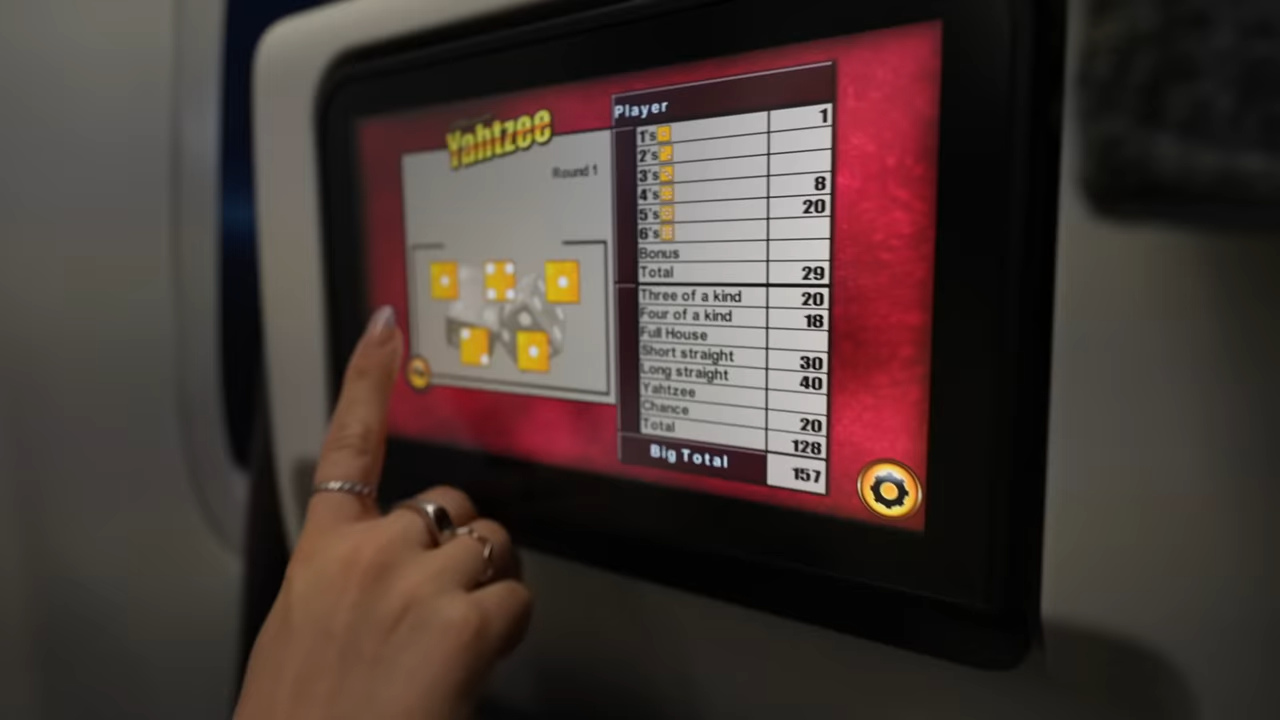 Yahtzee
Round 1
Player
1's 1
2's
3's
4's 8
5's 20
6's
Bonus
Total 29
Three of a kind 20
Four of a kind 18
Full House
Short straight 30
Long straight 40
Yahtzee
Chance 20
Total 128
Big Total 157